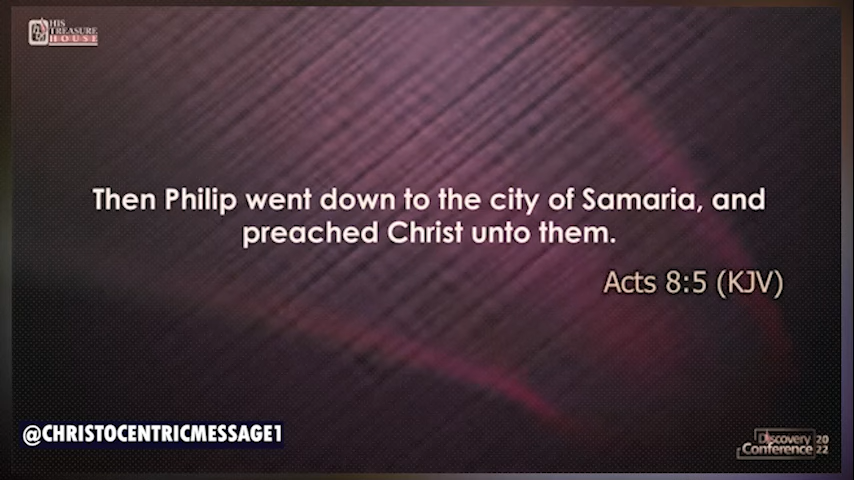 HIS
TREASURE
HOUSE
Then Philip went down to the city of Samaria, and
preached Christ unto them.
Acts 8:5 (KJV)
@CHRISTOCENTRICMESSAGE1
Discovery
Conference
20
22